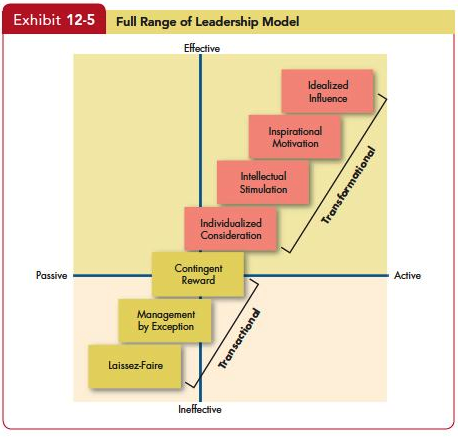 Exhibit 12-5 Full Range of Leadership Model
Effective
Idealized
Influence
Inspirational
Motivation
Intellectual
Stimulation
Transformational
Individualized
Consideration
Contingent
Reward
Passive
Active
Management
by Exception
Transactional
Laissez-Faire
Ineffective